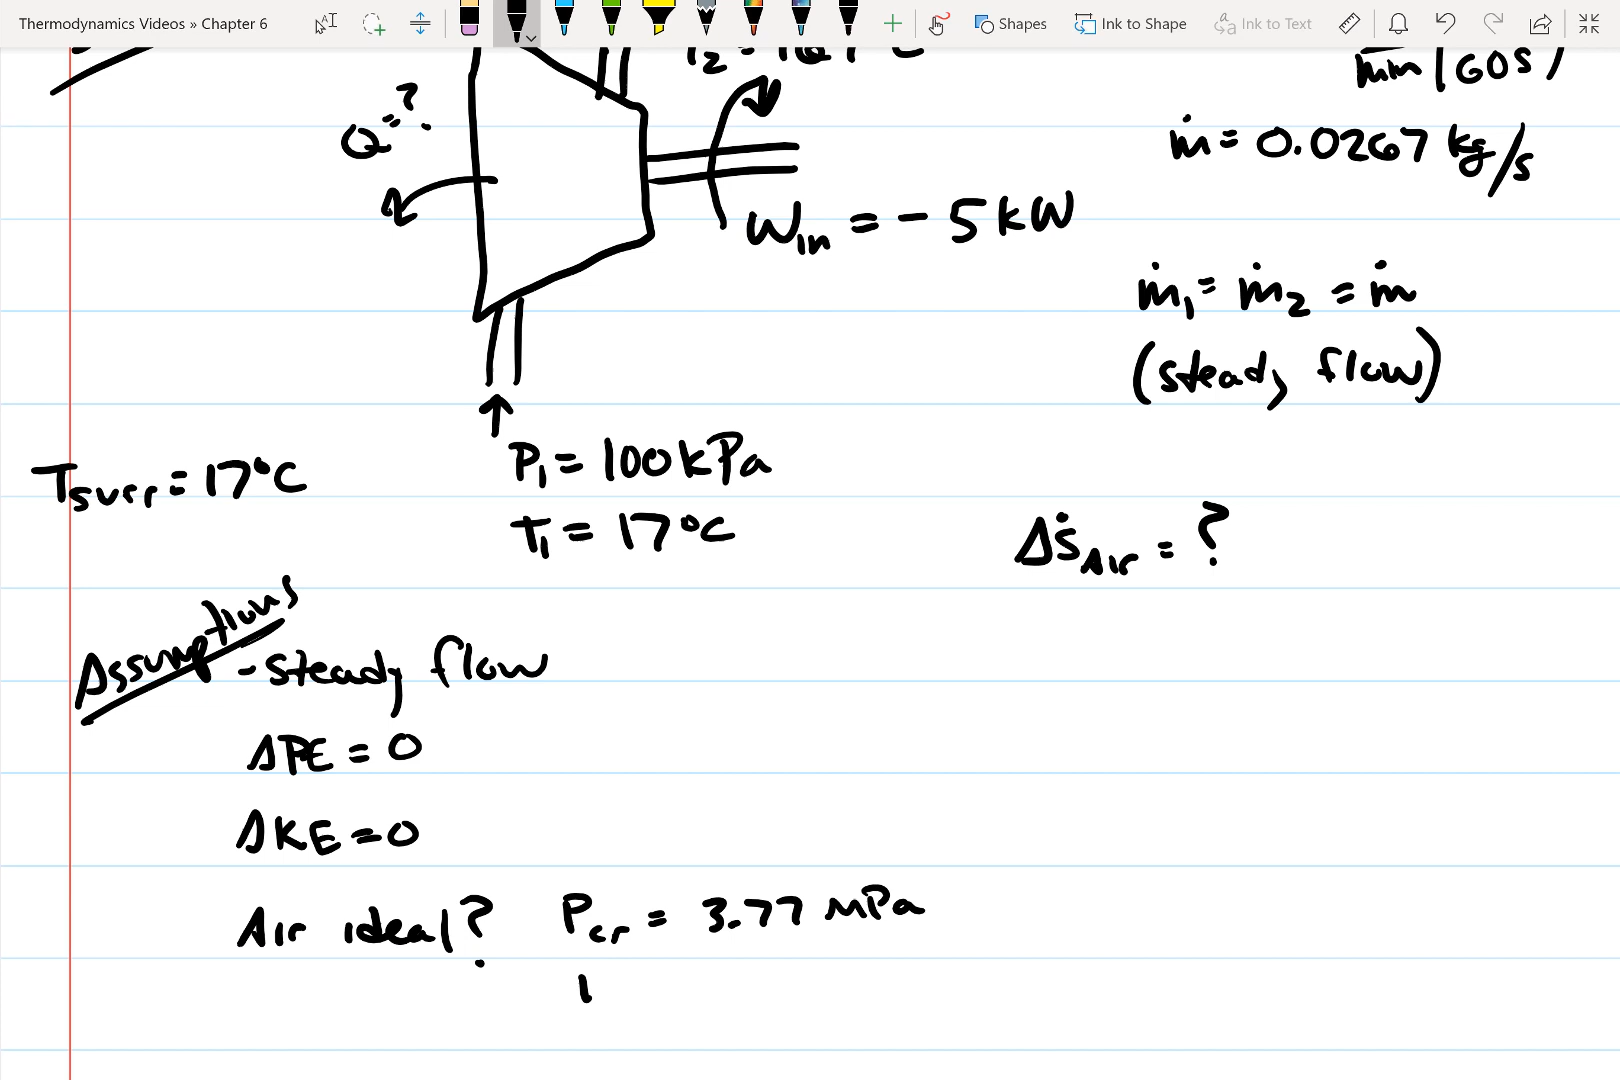 Thermodynamics Videos » Chapter 6
Shapes
Ink to Shape
Ink to Text
min (60s)
Q = ?
ṁ = 0.0267 kg/s
Win = - 5 kW
ṁ1 = ṁ2 = ṁ
(steady flow)
P1 = 100 kPa
Tsurr = 17°C
T1 = 17°C
ΔṠAir = ?
Assumptions
- Steady flow
ΔPE = 0
ΔKE = 0
Air ideal? Pcr = 3.77 MPa